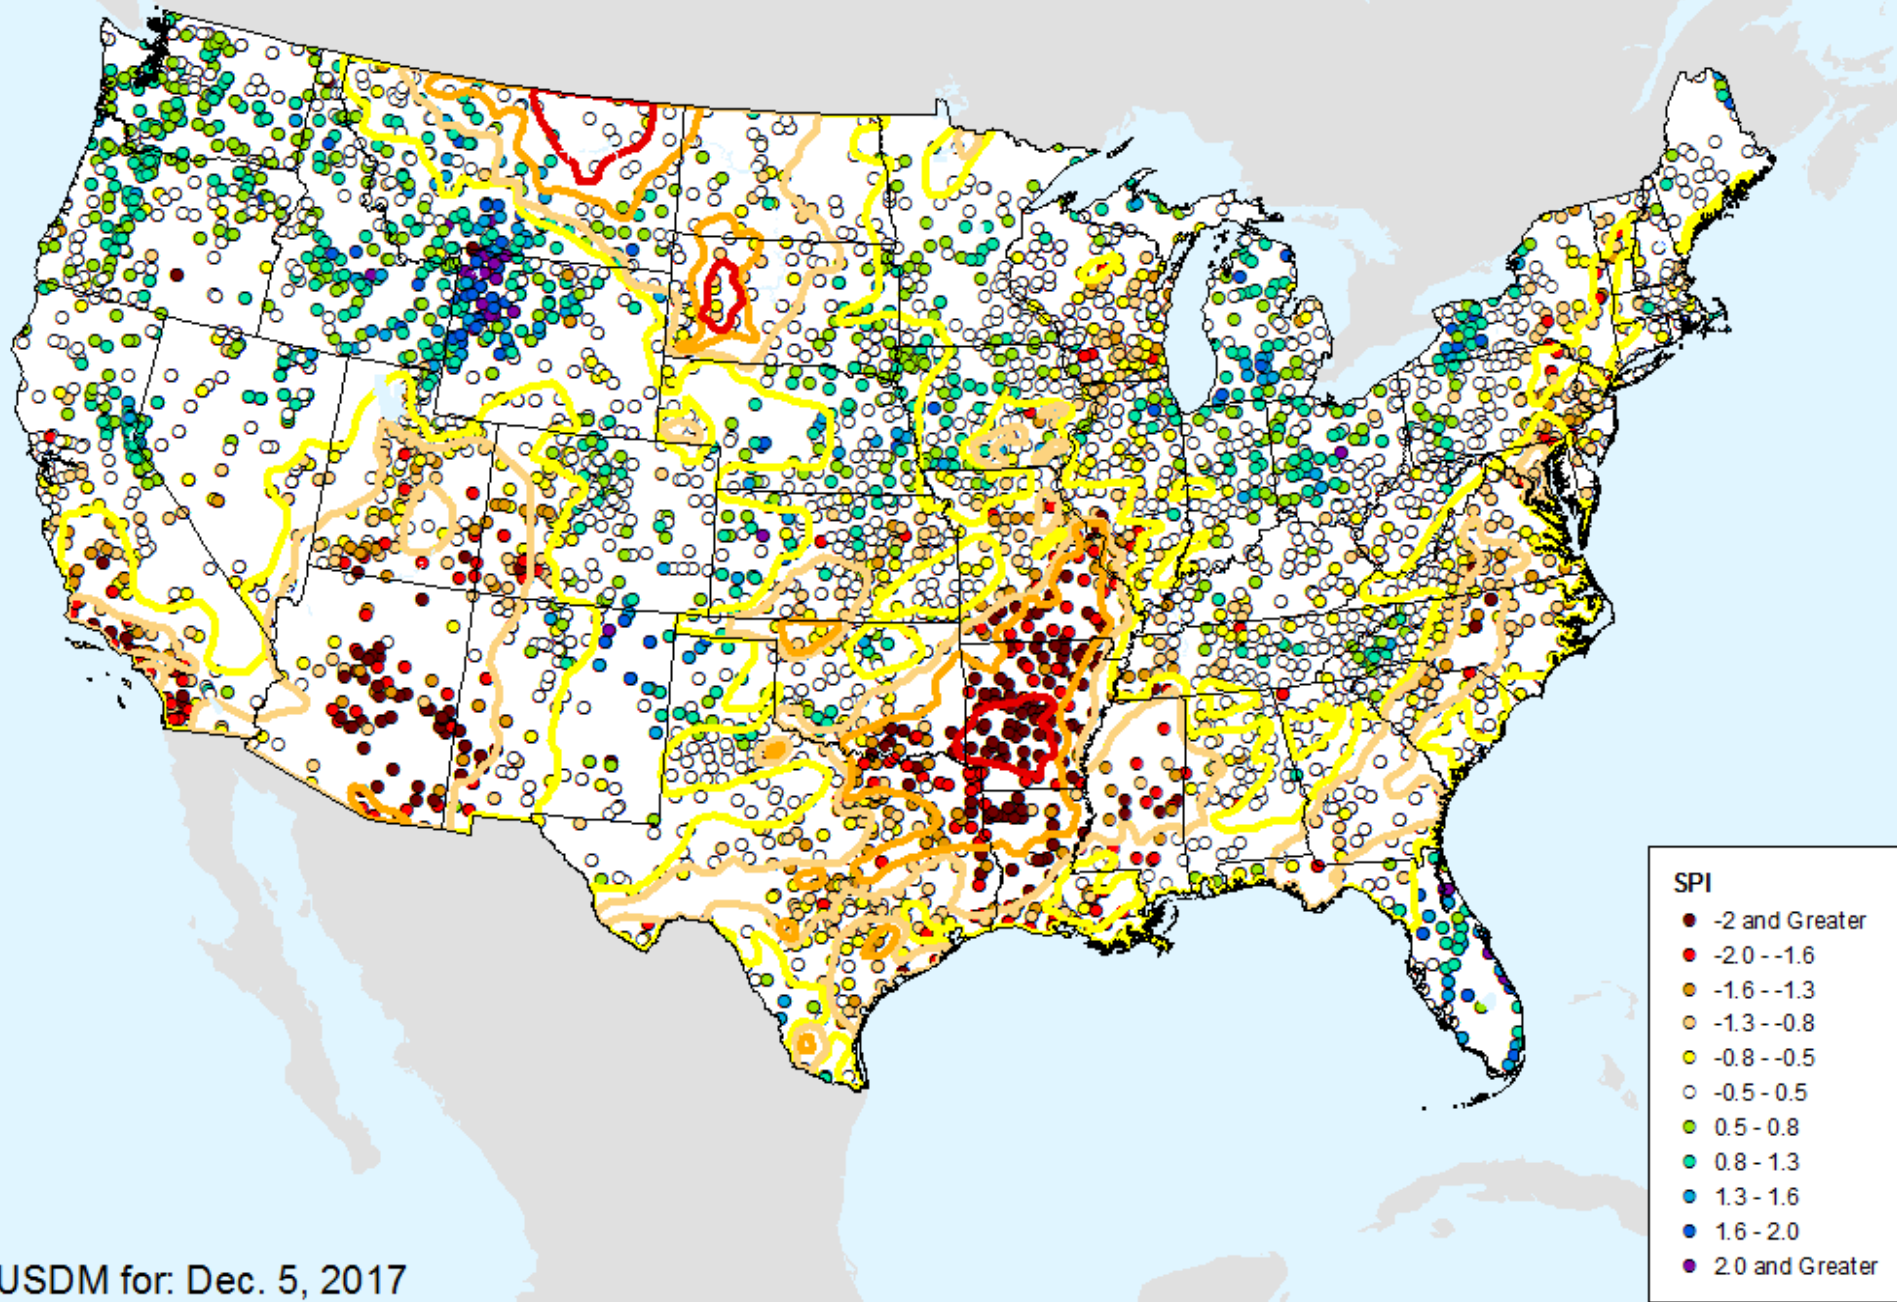 SPI
-2 and Greater
-2.0 - -1.6
-1.6 - -1.3
-1.3 - -0.8
-0.8 - -0.5
-0.5 - 0.5
0.5 - 0.8
0.8 - 1.3
1.3 - 1.6
1.6 - 2.0
2.0 and Greater
USDM for: Dec. 5, 2017